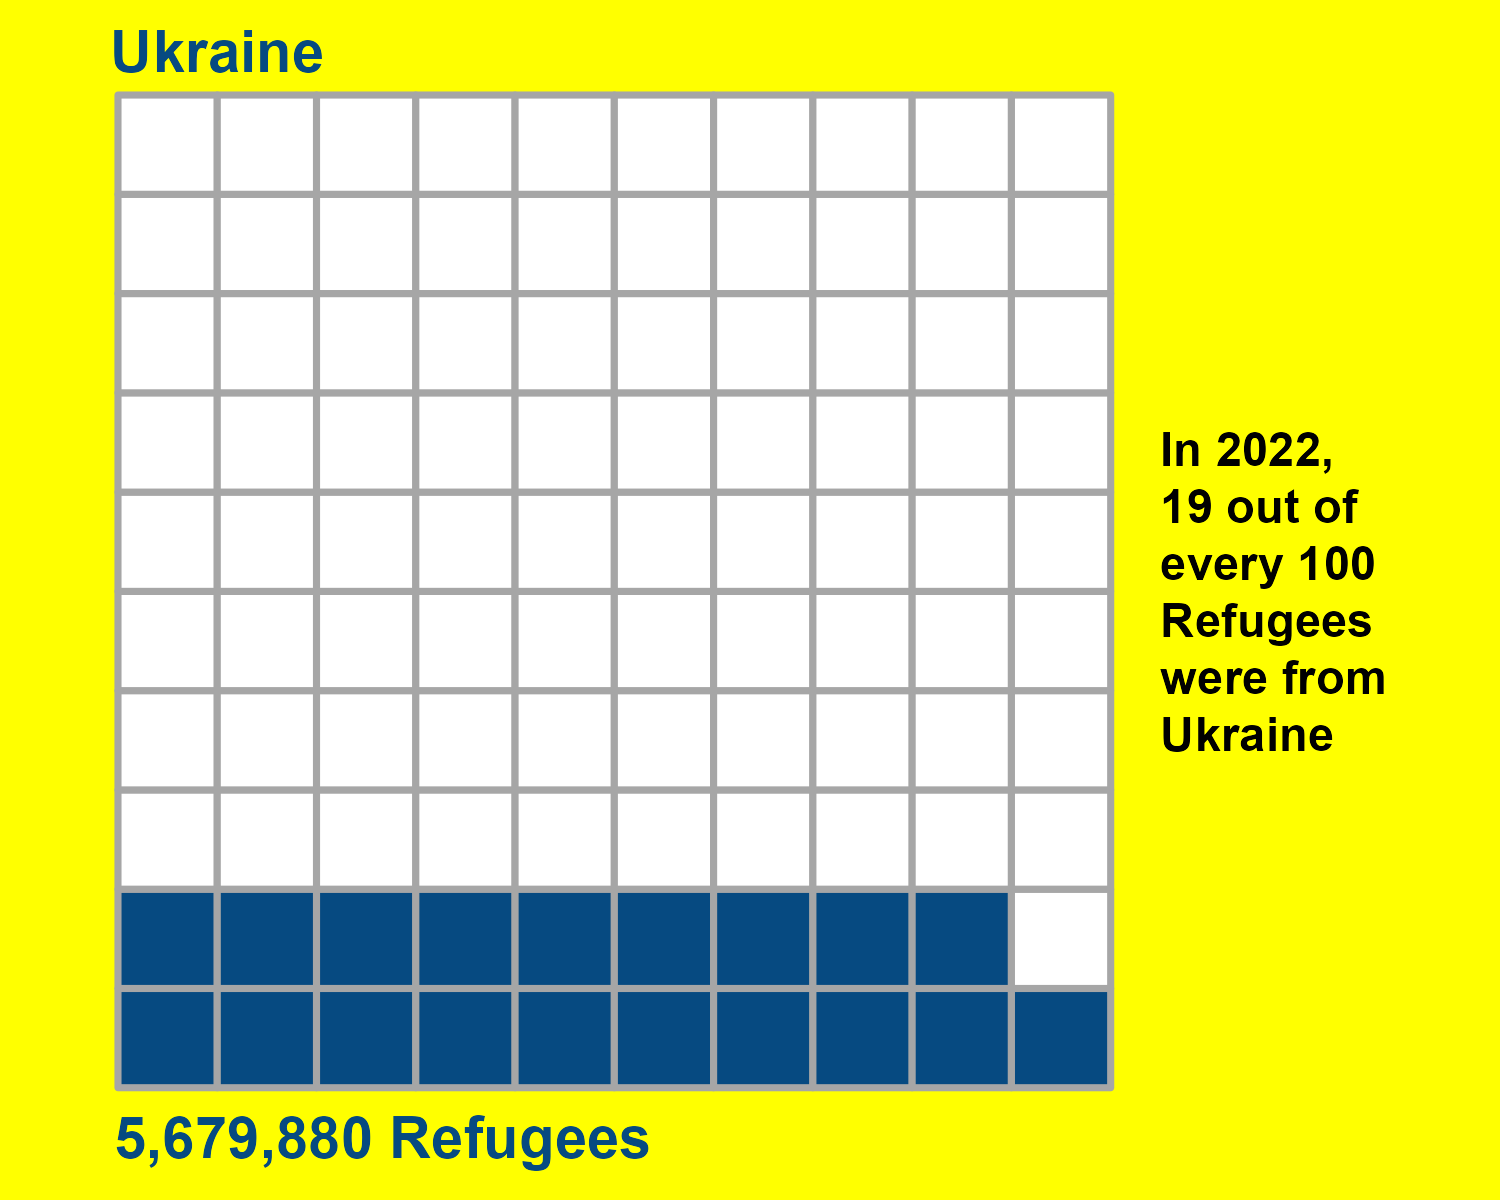 Ukraine
In 2022,
19 out of
every 100
Refugees
were from
Ukraine
5,679,880 Refugees